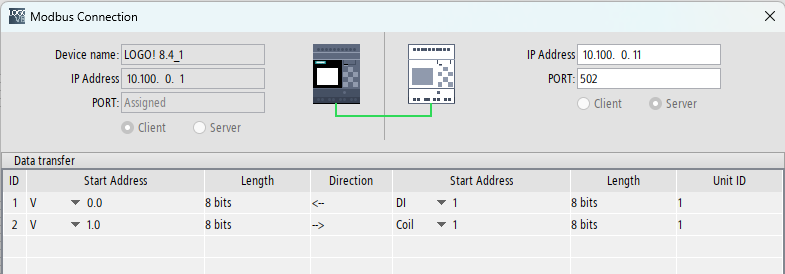 Modbus Connection
Device name: LOGO! 8.4_1
IP Address 10.100. 0. 1
PORT: Assigned
Client Server
IP Address 10.100. 0. 11
PORT: 502
Client Server
Data transfer
ID Start Address Length Direction Start Address Length Unit ID
1 V 0.0 8 bits <-- DI 1 8 bits 1
2 V 1.0 8 bits --> Coil 1 8 bits 1